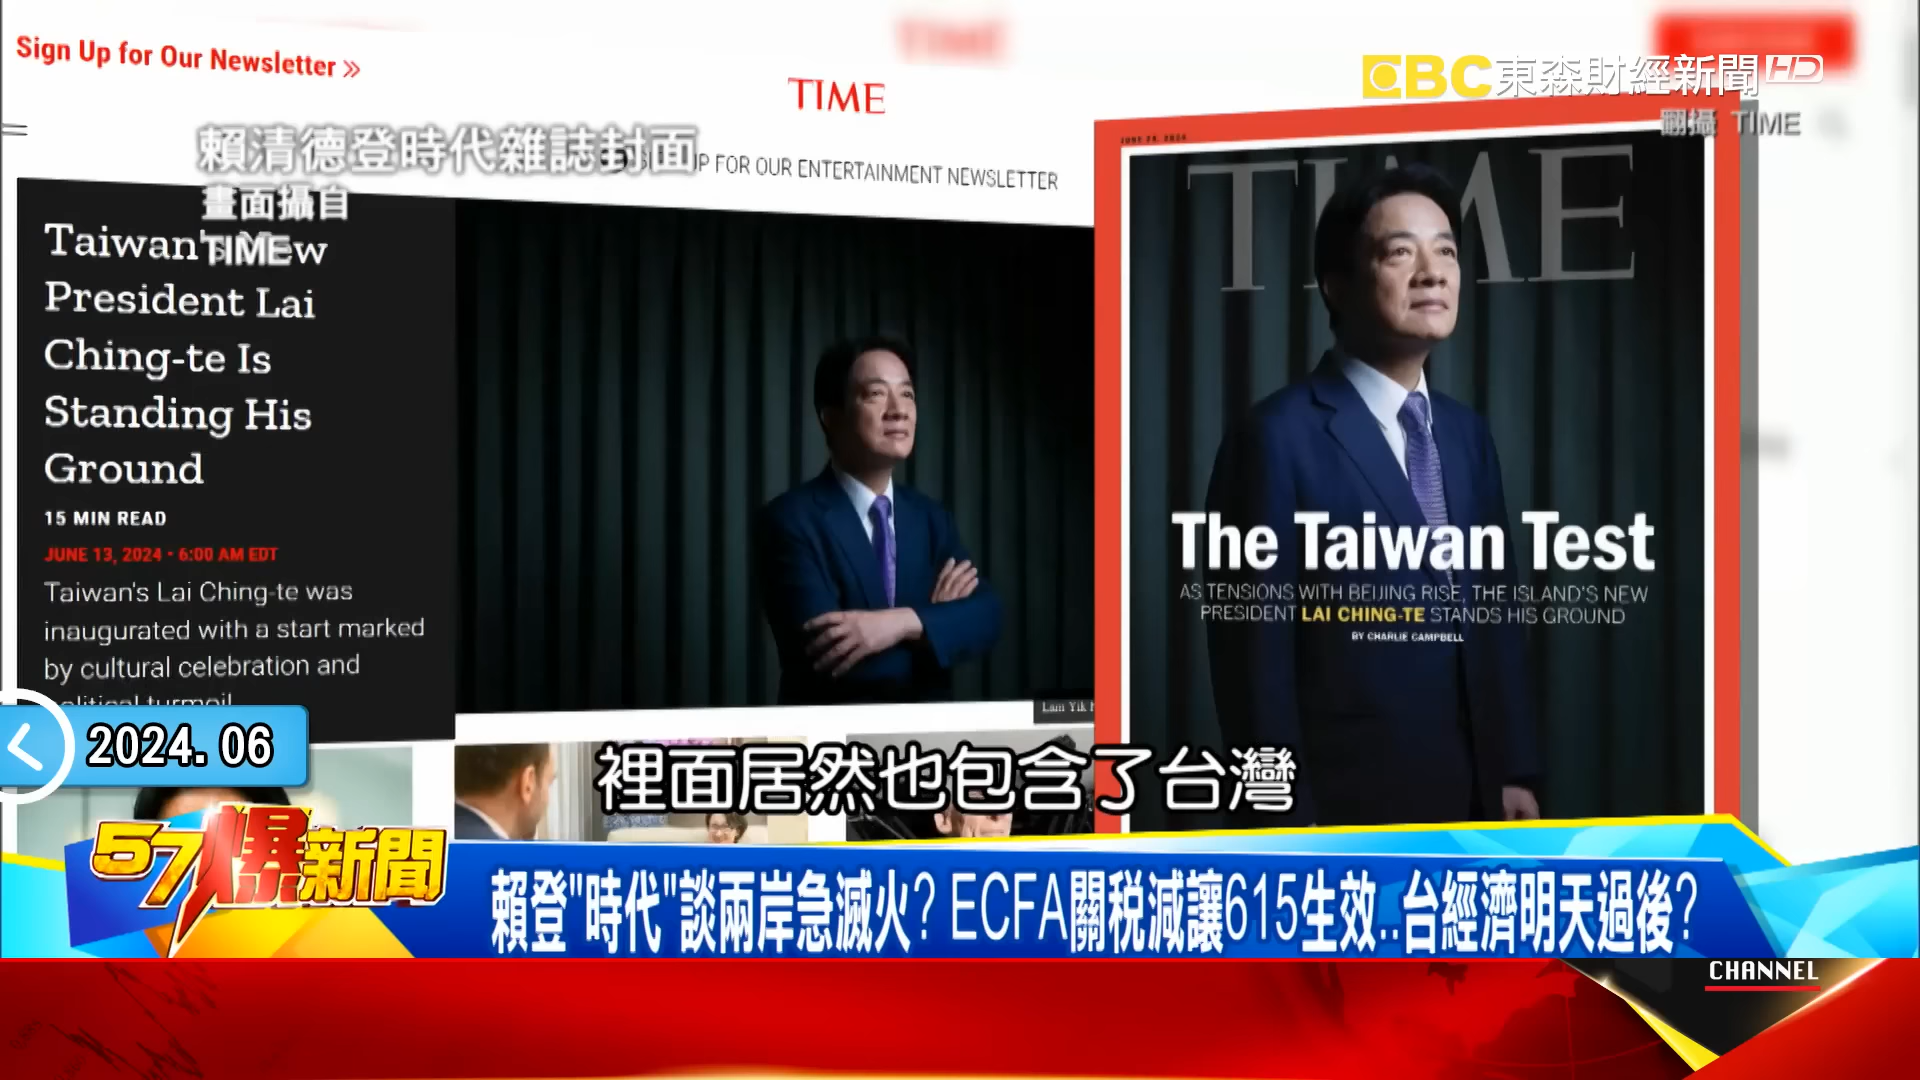 Sign Up for Our Newsletter »
TIME
EBC東森財經新聞HD
翻攝 TIME
賴清德登時代雜誌封面
UP FOR OUR ENTERTAINMENT NEWSLETTER
畫面攝自
TIME
Taiwan's New
President Lai
Ching-te Is
Standing His
Ground
15 MIN READ
JUNE 13, 2024 • 6:00 AM EDT
Taiwan's Lai Ching-te was
inaugurated with a start marked
by cultural celebration and
political turmoil
Lam Yik
TIME
The Taiwan Test
AS TENSIONS WITH BEIJING RISE, THE ISLAND'S NEW
PRESIDENT LAI CHING-TE STANDS HIS GROUND
BY CHARLIE CAMPBELL
2024.06
裡面居然也包含了台灣
57爆新聞
賴登"時代"談兩岸急滅火? ECFA關稅減讓615生效..台經濟明天過後?
CHANNEL